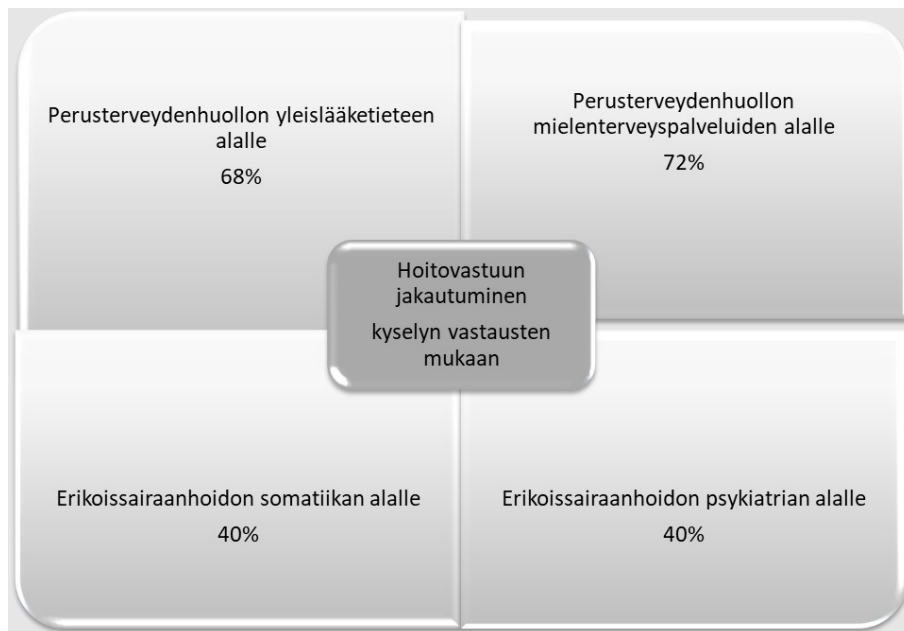 Perusterveydenhuollon yleislääketieteen
alalle
68%
Perusterveydenhuollon
mielenterveyspalveluiden alalle
72%
Hoitovastuun
jakautuminen
kyselyn vastausten
mukaan
Erikoissairaanhoidon somatiikan alalle
40%
Erikoissairaanhoidon psykiatrian alalle
40%